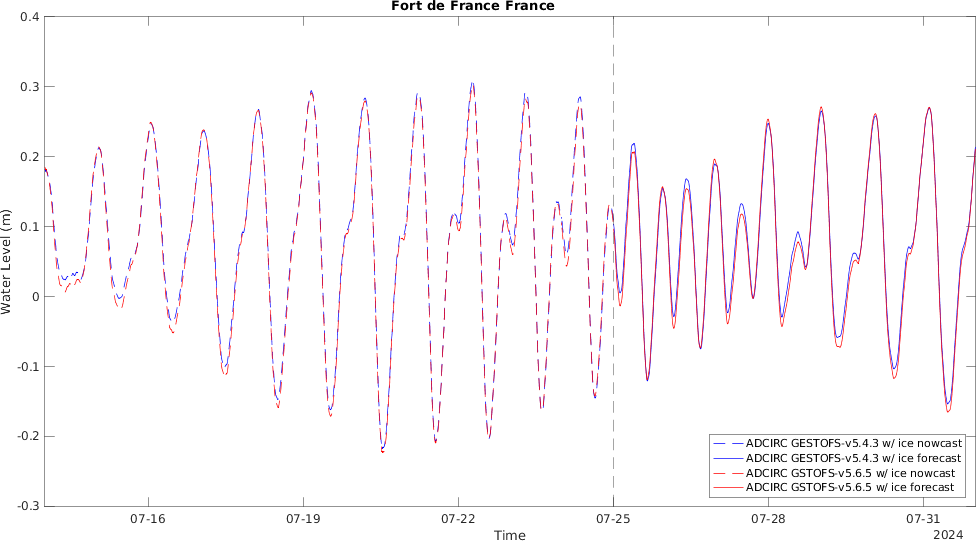 Fort de France France
0.4
0.3
0.2
0.1
0
-0.1
-0.2
-0.3
Water Level (m)
ADCIRC GESTOFS-v5.4.3 w/ ice nowcast
ADCIRC GESTOFS-v5.4.3 w/ ice forecast
ADCIRC GSTOFS-v5.6.5 w/ ice nowcast
ADCIRC GSTOFS-v5.6.5 w/ ice forecast
07-16 07-19 07-22 07-25 07-28 07-31
Time 2024